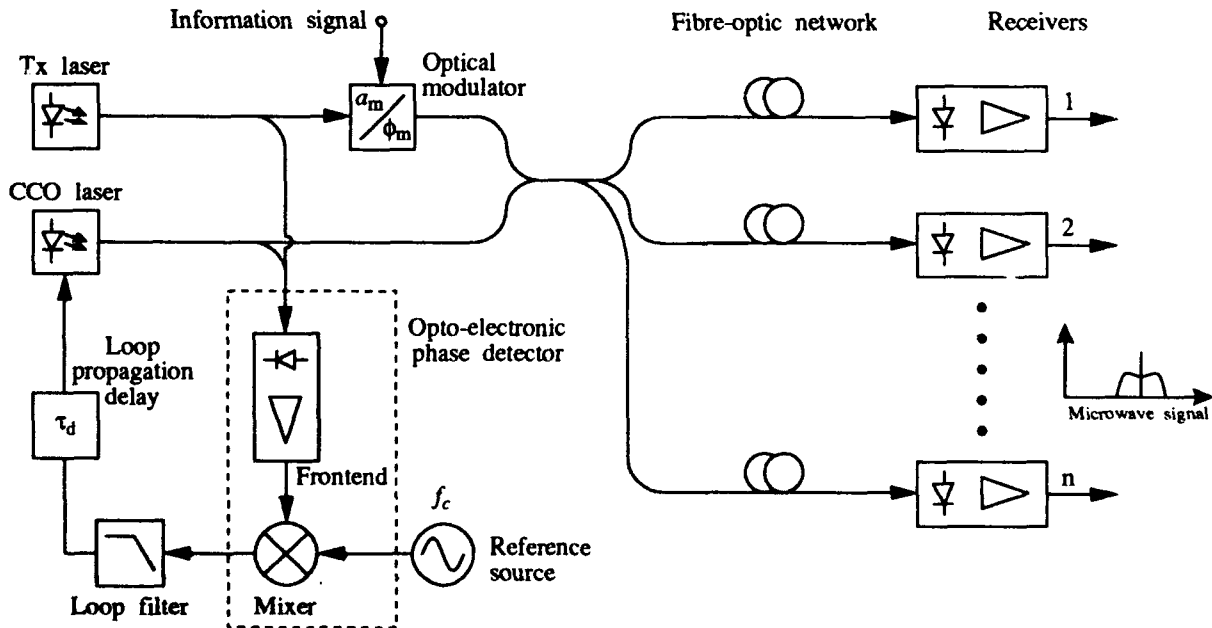 Information signal
Fibre-optic network
Receivers
Tx laser
Optical
modulator
a_m
ϕ_m
1
CCO laser
2
Opto-electronic
phase detector
Loop
propagation
delay
τ_d
Microwave signal
Frontend
n
f_c
Reference
source
Loop filter
Mixer